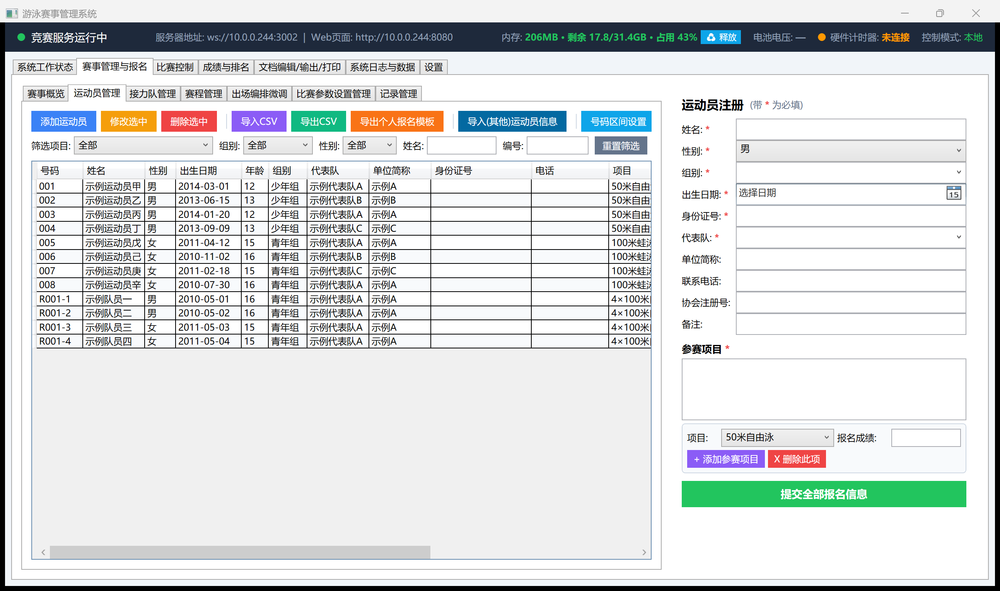 游泳赛事管理系统
竞赛服务运行中 服务器地址: ws://10.0.0.244:3002 | Web页面: http://10.0.0.244:8080 内存: 206MB • 剩余 17.8/31.4GB • 占用 43% 释放 电池电压: — 硬件计时器: 未连接 控制模式: 本地
系统工作状态 赛事管理与报名 比赛控制 成绩与排名 文档编辑/输出/打印 系统日志与数据 设置
赛事概览 运动员管理 接力队管理 赛程管理 出场编排微调 比赛参数设置管理 记录管理
添加运动员 修改选中 删除选中 导入CSV 导出CSV 导出个人报名模板 导入(其他)运动员信息 号码区间设置
筛选项目: 全部 组别: 全部 性别: 全部 姓名: 编号: 重置筛选
号码 姓名 性别 出生日期 年龄 组别 代表队 单位简称 身份证号 电话 项目
001 示例运动员甲 男 2014-03-01 12 少年组 示例代表队A 示例A 50米自由
002 示例运动员乙 男 2013-06-15 13 少年组 示例代表队B 示例B 50米自由
003 示例运动员丙 男 2014-01-20 12 少年组 示例代表队A 示例A 50米自由
004 示例运动员丁 男 2013-09-09 13 少年组 示例代表队C 示例C 50米自由
005 示例运动员戊 女 2011-04-12 15 青年组 示例代表队A 示例A 100米蛙泳
006 示例运动员己 女 2010-11-02 16 青年组 示例代表队B 示例B 100米蛙泳
007 示例运动员庚 女 2011-02-18 15 青年组 示例代表队C 示例C 100米蛙泳
008 示例运动员辛 女 2010-07-30 16 青年组 示例代表队A 示例A 100米蛙泳
R001-1 示例队员一 男 2010-05-01 16 青年组 示例代表队A 示例A 4×100米
R001-2 示例队员二 男 2010-05-02 16 青年组 示例代表队A 示例A 4×100米
R001-3 示例队员三 女 2011-05-03 15 青年组 示例代表队A 示例A 4×100米
R001-4 示例队员四 女 2011-05-04 15 青年组 示例代表队A 示例A 4×100米
运动员注册 (带 * 为必填)
姓名: *
性别: * 男
组别: *
出生日期: * 选择日期 15
身份证号: *
代表队: *
单位简称:
联系电话:
协会注册号:
备注:
参赛项目 *
项目: 50米自由泳 报名成绩:
+ 添加参赛项目 X 删除此项
提交全部报名信息